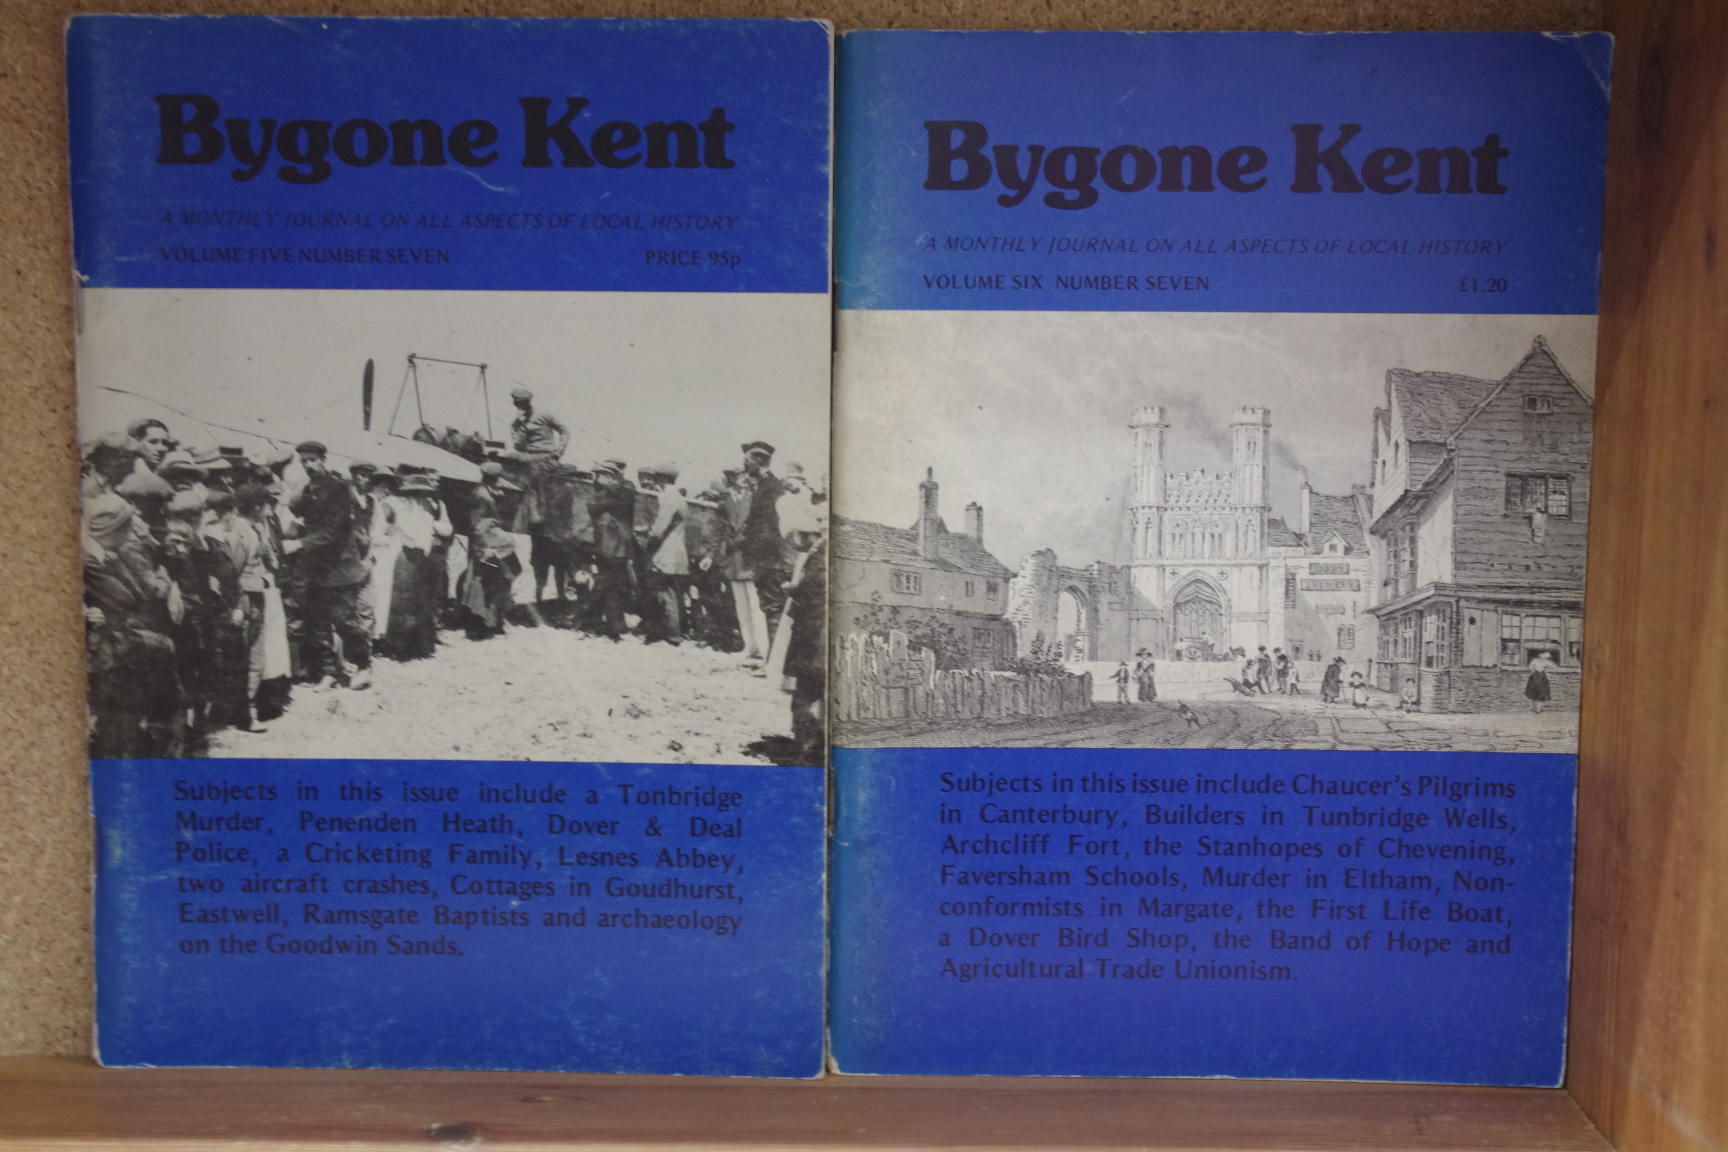 Bygone Kent
A MONTHLY JOURNAL ON ALL ASPECTS OF LOCAL HISTORY
VOLUME FIVE NUMBER SEVEN PRICE 95p
Subjects in this issue include a Tonbridge
Murder, Penenden Heath, Dover & Deal
Police, a Cricketing Family, Lesnes Abbey,
two aircraft crashes, Cottages in Goudhurst,
Eastwell, Ramsgate Baptists and archaeology
on the Goodwin Sands.
Bygone Kent
A MONTHLY JOURNAL ON ALL ASPECTS OF LOCAL HISTORY
VOLUME SIX NUMBER SEVEN £1.20
Subjects in this issue include Chaucer's Pilgrims
in Canterbury, Builders in Tunbridge Wells,
Archcliff Fort, the Stanhopes of Chevening,
Faversham Schools, Murder in Eltham, Non-
conformists in Margate, the First Life Boat,
a Dover Bird Shop, the Band of Hope and
Agricultural Trade Unionism.